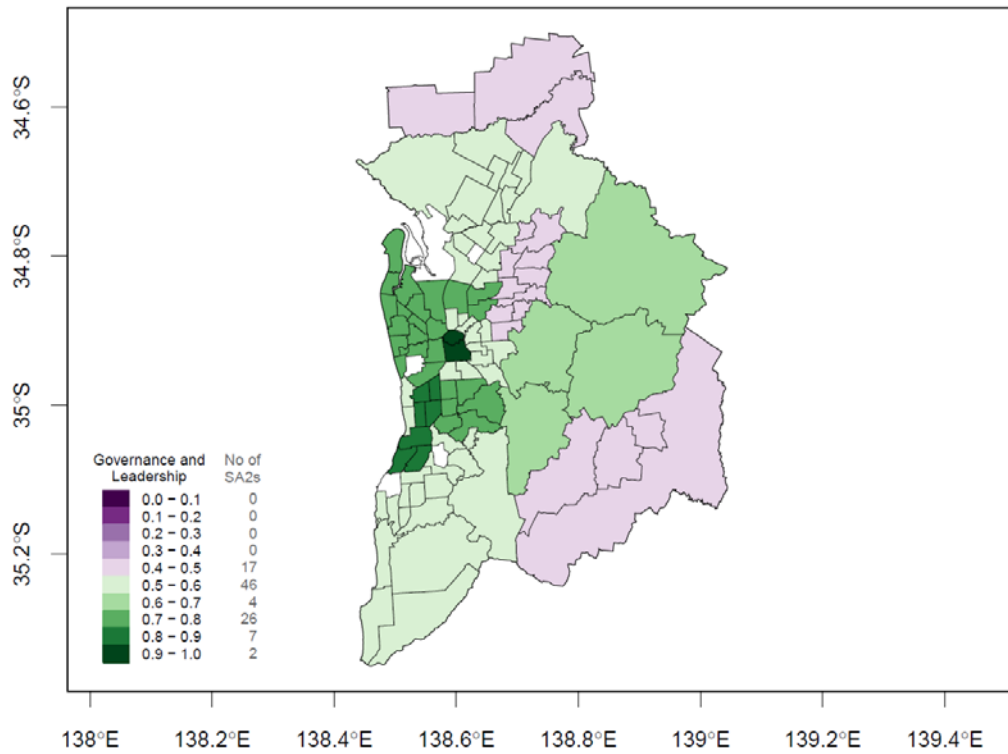 34.6°S
34.8°S
35°S
35.2°S
Governance and No of
Leadership SA2s
0.0 − 0.1 0
0.1 − 0.2 0
0.2 − 0.3 0
0.3 − 0.4 0
0.4 − 0.5 17
0.5 − 0.6 46
0.6 − 0.7 4
0.7 − 0.8 26
0.8 − 0.9 7
0.9 − 1.0 2
138°E 138.2°E 138.4°E 138.6°E 138.8°E 139°E 139.2°E 139.4°E